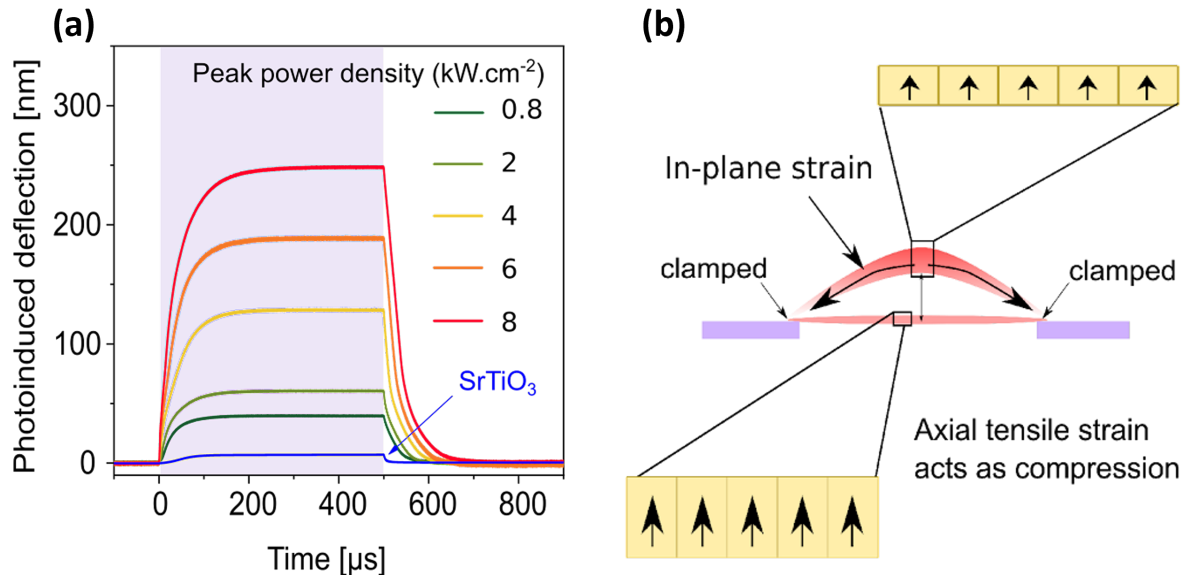 (a)
Photoinduced deflection [nm]
300
200
100
0
Peak power density (kW.cm⁻²)
0.8
2
4
6
8
SrTiO₃
0
200
400
600
800
Time [µs]
(b)
In-plane strain
clamped
clamped
Axial tensile strain
acts as compression